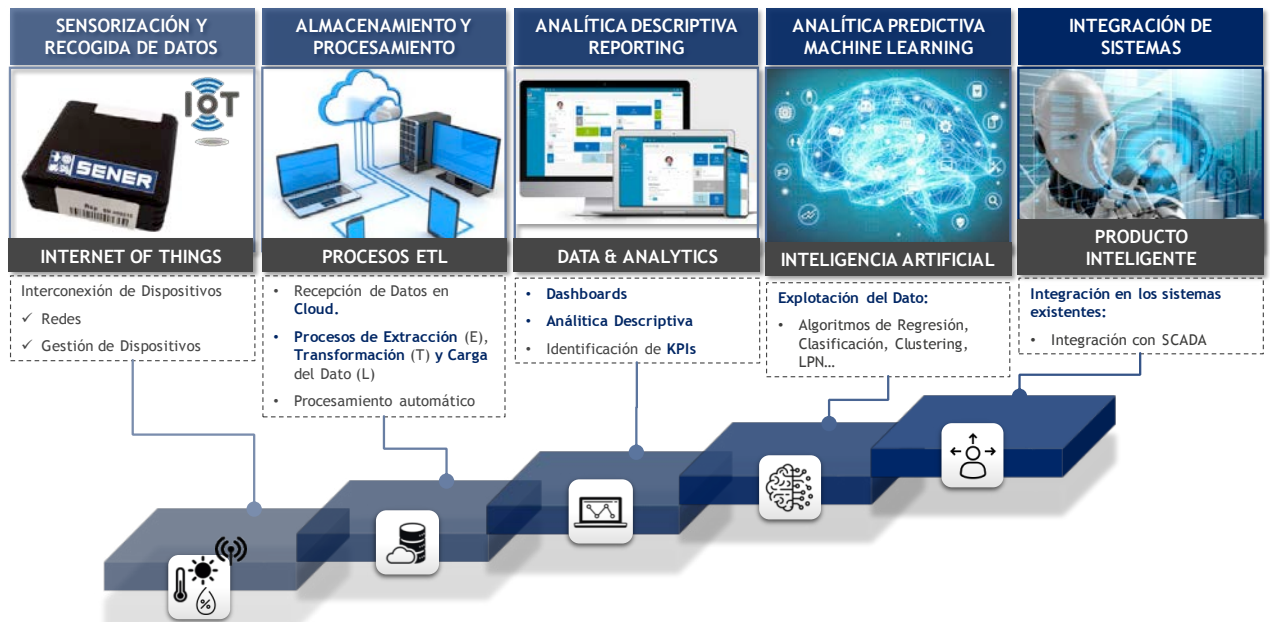 SENSORIZACIÓN Y
RECOGIDA DE DATOS
IOT
SENER
INTERNET OF THINGS
Interconexión de Dispositivos
✓ Redes
✓ Gestión de Dispositivos
ALMACENAMIENTO Y
PROCESAMIENTO
PROCESOS ETL
• Recepción de Datos en
Cloud.
• Procesos de Extracción (E),
Transformación (T) y Carga
del Dato (L)
• Procesamiento automático
ANALÍTICA DESCRIPTIVA
REPORTING
DATA & ANALYTICS
• Dashboards
• Análitica Descriptiva
• Identificación de KPIs
ANALÍTICA PREDICTIVA
MACHINE LEARNING
INTELIGENCIA ARTIFICIAL
Explotación del Dato:
• Algoritmos de Regresión,
Clasificación, Clustering,
LPN…
INTEGRACIÓN DE
SISTEMAS
PRODUCTO
INTELIGENTE
Integración en los sistemas
existentes:
• Integración con SCADA
%